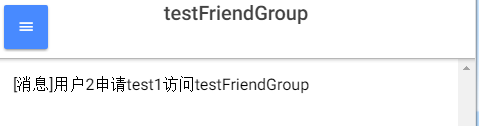 testFriendGroup
[消息]用户2申请test1访问testFriendGroup